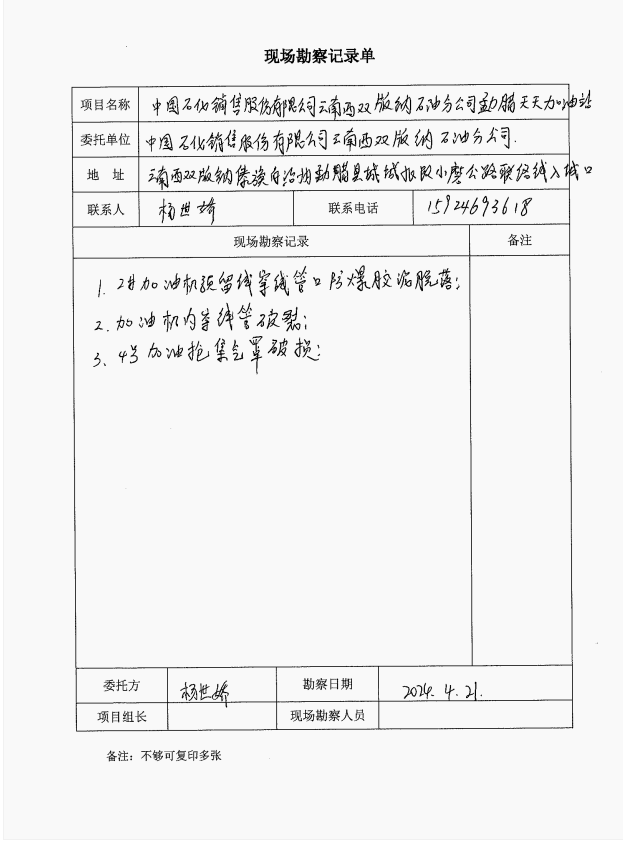 现场勘察记录单
项目名称 中国石化销售股份有限公司云南西双版纳石油分公司勐腊天天加油站
委托单位 中国石化销售股份有限公司云南西双版纳石油分公司.
地 址 云南西双版纳傣族自治州勐腊县城城北段小磨公路联络线入城口
联系人 杨世娇 联系电话 15924693618
现场勘察记录 备注
1. 2#加油机预留线穿线管口防爆胶泥脱落;
2. 加油机内穿线管破裂;
3、4号加油枪集气罩破损;
委托方 杨世娇 勘察日期 2024.4.21.
项目组长 现场勘察人员
备注：不够可复印多张